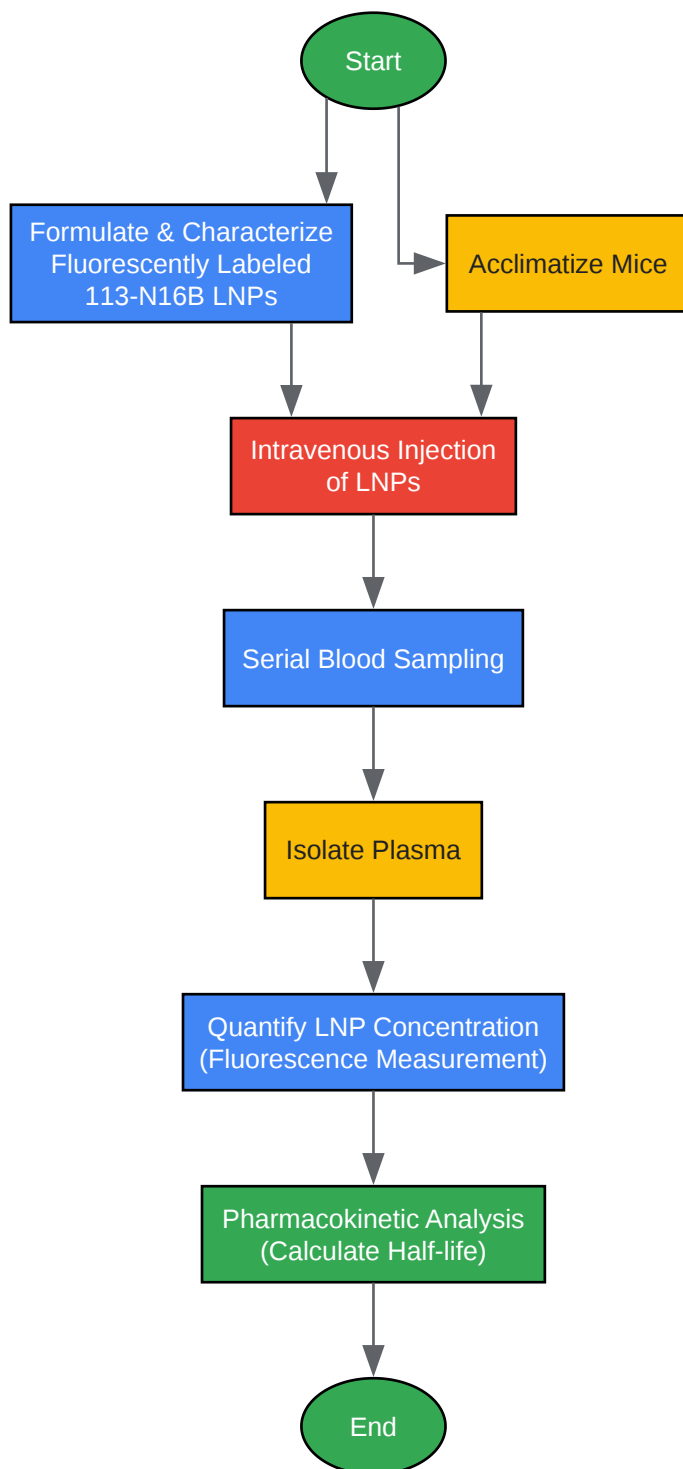 Start
Formulate & Characterize
Fluorescently Labeled
113-N16B LNPs
Acclimatize Mice
Intravenous Injection
of LNPs
Serial Blood Sampling
Isolate Plasma
Quantify LNP Concentration
(Fluorescence Measurement)
Pharmacokinetic Analysis
(Calculate Half-life)
End